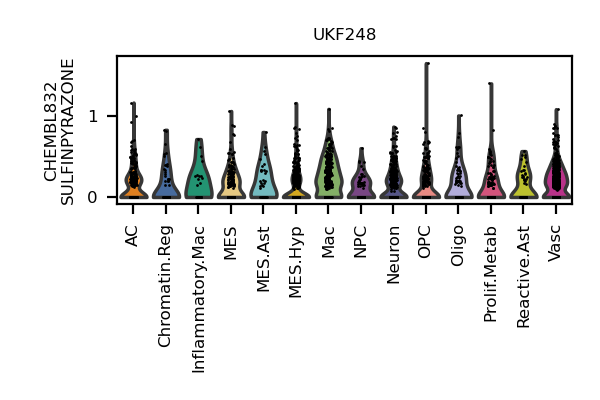 UKF248
CHEMBL832
SULFINPYRAZONE
1
0
AC
Chromatin.Reg
Inflammatory.Mac
MES
MES.Ast
MES.Hyp
Mac
NPC
Neuron
OPC
Oligo
Prolif.Metab
Reactive.Ast
Vasc